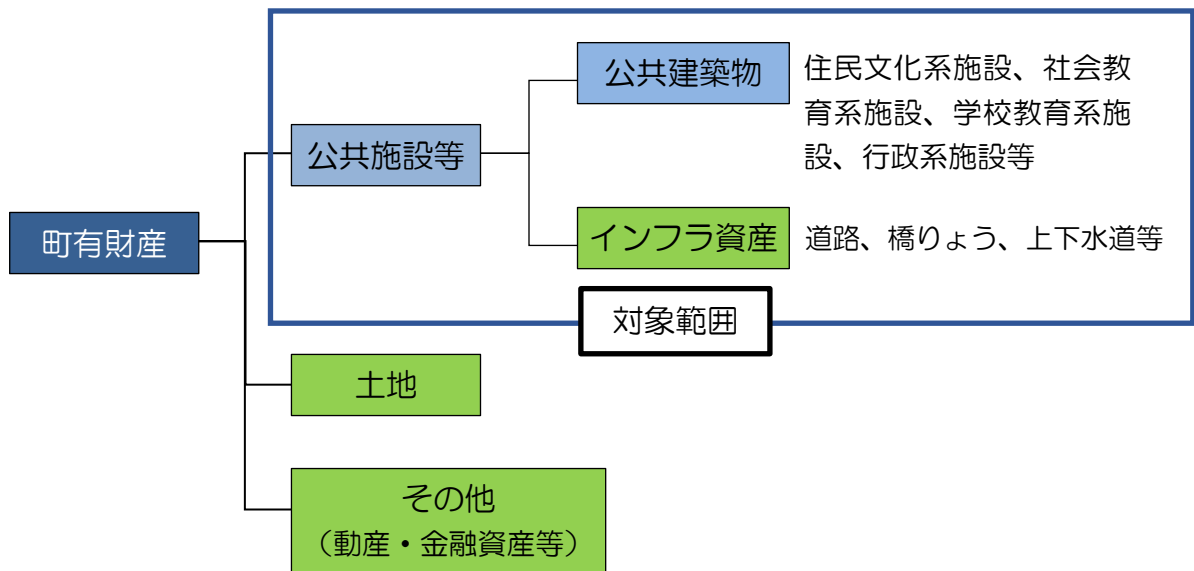 町有財産
公共施設等
公共建築物
住民文化系施設、社会教
育系施設、学校教育系施
設、行政系施設等
インフラ資産
道路、橋りょう、上下水道等
対象範囲
土地
その他
（動産・金融資産等）